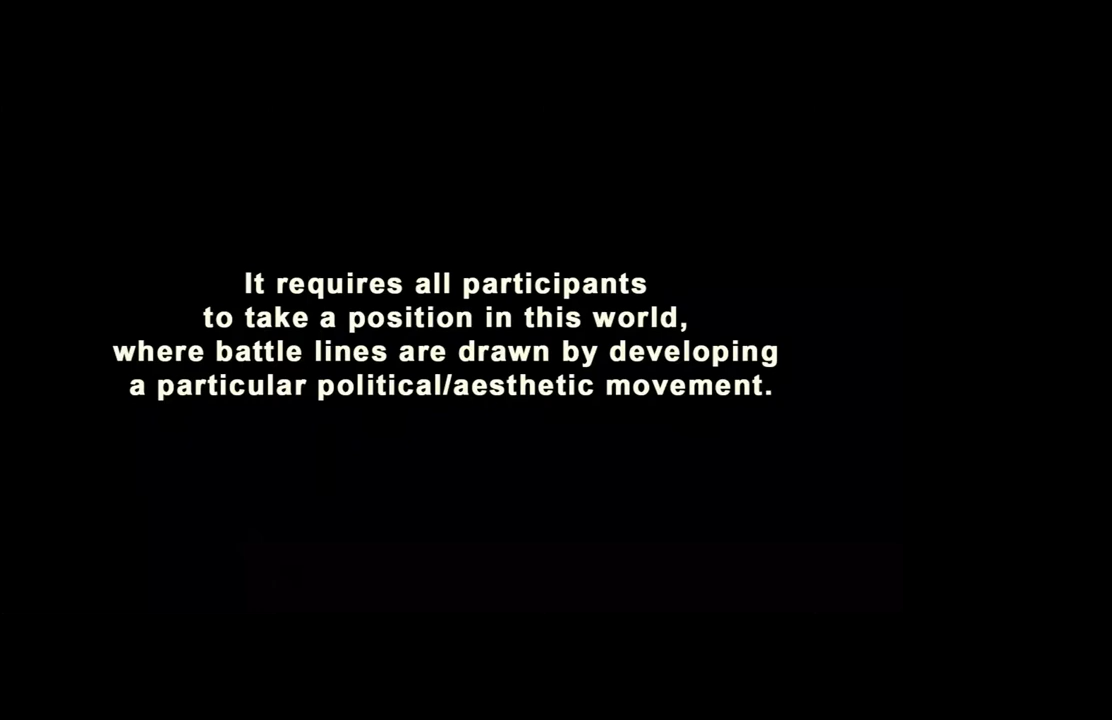 It requires all participants
to take a position in this world,
where battle lines are drawn by developing
a particular political/aesthetic movement.